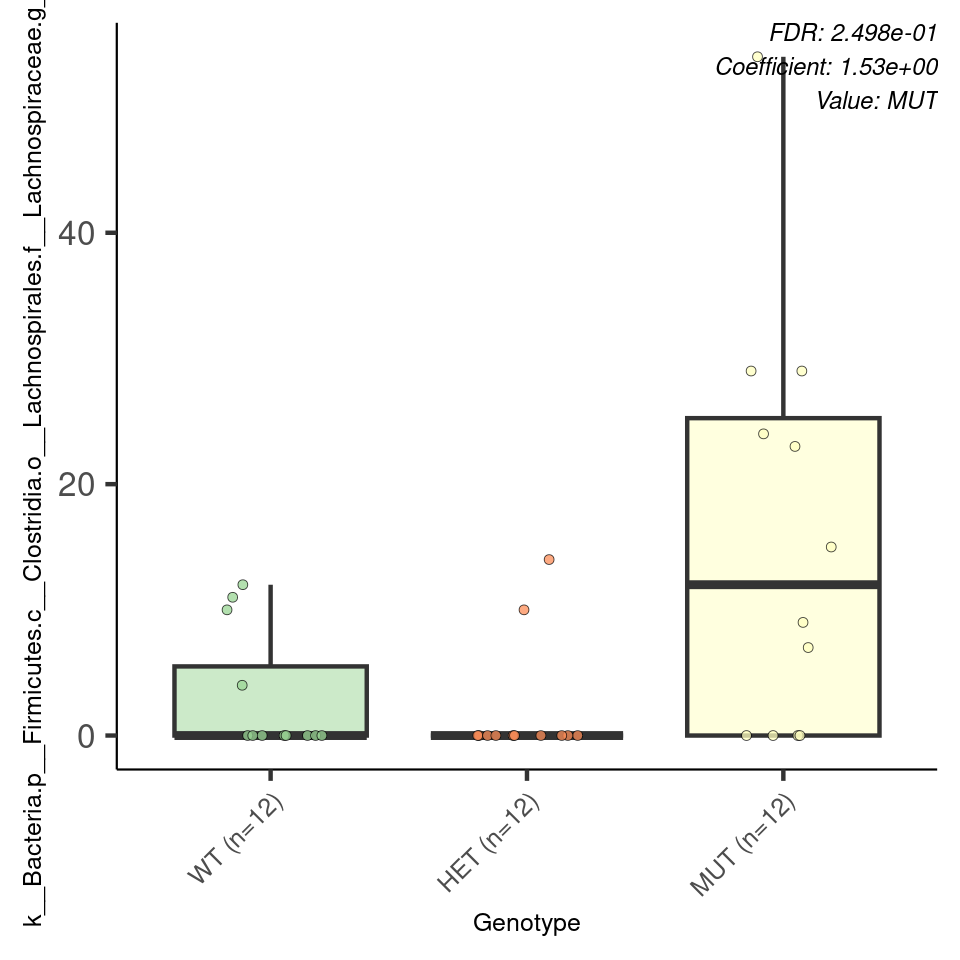 FDR: 2.498e-01
Coefficient: 1.53e+00
Value: MUT
k__Bacteria.p__Firmicutes.c__Clostridia.o__Lachnospirales.f__Lachnospiraceae.g_
40
20
0
WT (n=12)
HET (n=12)
MUT (n=12)
Genotype